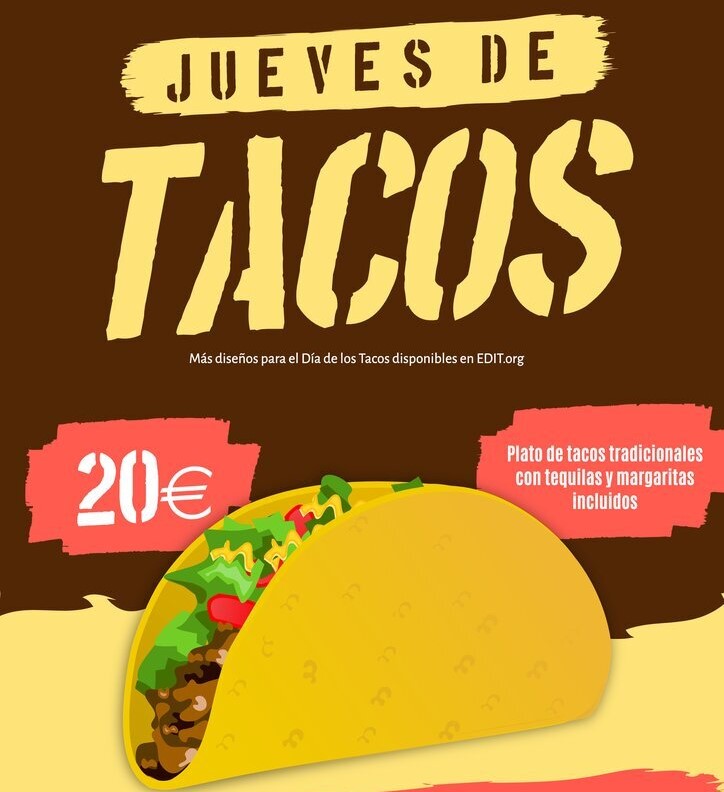 JUEVES DE
TACOS
Más diseños para el Día de los Tacos disponibles en EDIT.org
20€
Plato de tacos tradicionales
con tequilas y margaritas
incluidos